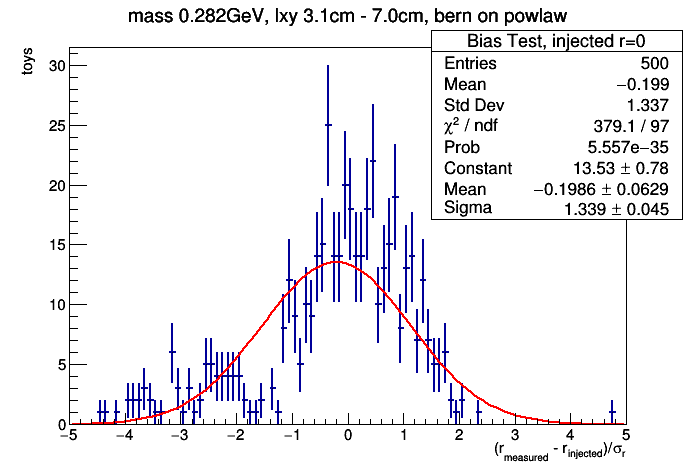 mass 0.282GeV, lxy 3.1cm - 7.0cm, bern on powlaw
Bias Test, injected r=0
Entries 500
Mean −0.199
Std Dev 1.337
χ² / ndf 379.1 / 97
Prob 5.557e−35
Constant 13.53 ± 0.78
Mean −0.1986 ± 0.0629
Sigma 1.339 ± 0.045
toys
30
25
20
15
10
5
0
−5 −4 −3 −2 −1 0 1 2 3 4 5
(r_measured - r_injected)/σ_r